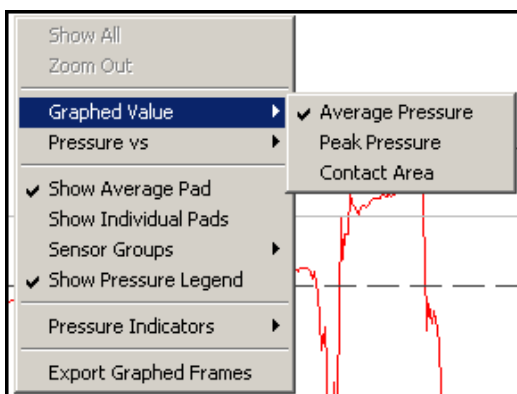 Show All
Zoom Out
Graphed Value
Pressure vs
Show Average Pad
Show Individual Pads
Sensor Groups
Show Pressure Legend
Pressure Indicators
Export Graphed Frames
Average Pressure
Peak Pressure
Contact Area